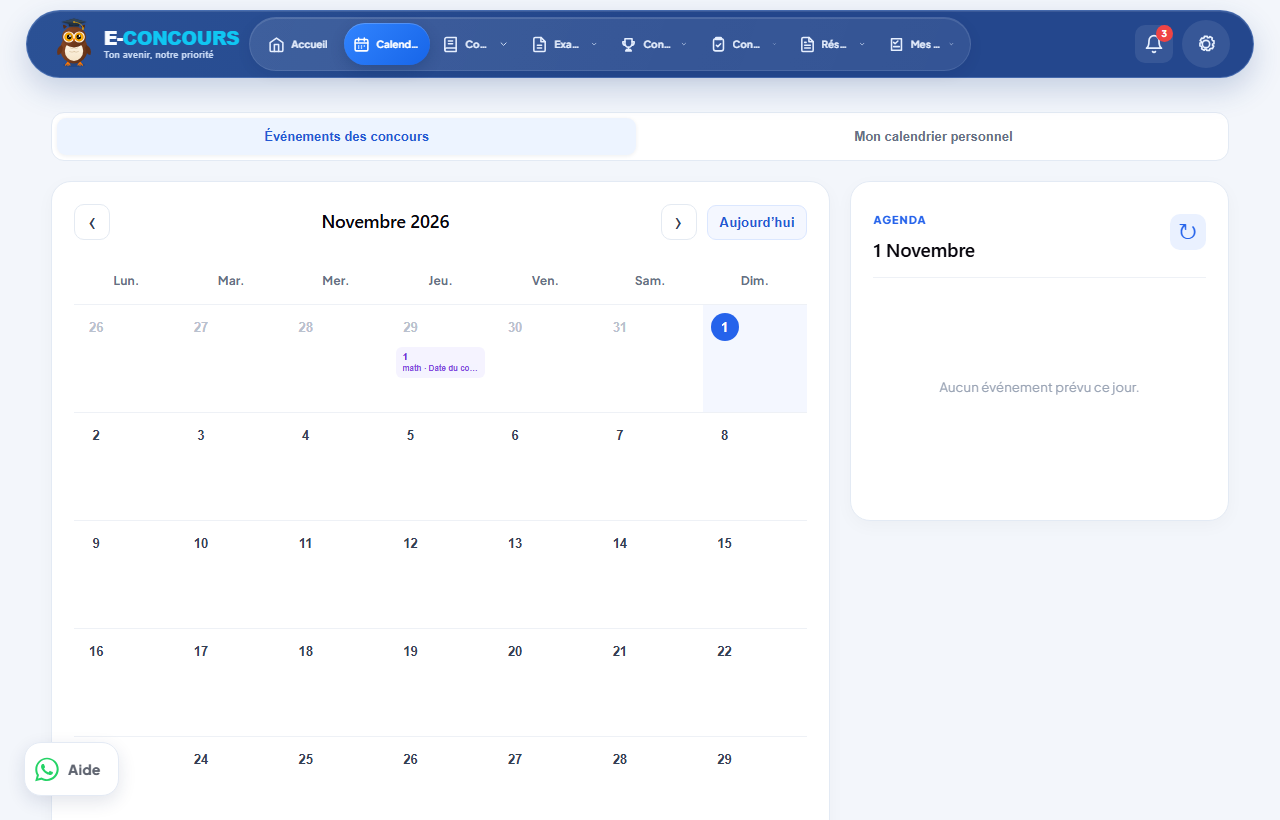 E-CONCOURS
Ton avenir, notre priorité
Accueil
Calend...
Co...
Exa...
Con...
Con...
Rés...
Mes ...
3
Événements des concours
Mon calendrier personnel
‹
Novembre 2026
›
Aujourd’hui
Lun. Mar. Mer. Jeu. Ven. Sam. Dim.
26 27 28 29 30 31 1
1
math · Date du co...
2 3 4 5 6 7 8
9 10 11 12 13 14 15
16 17 18 19 20 21 22
24 25 26 27 28 29
AGENDA
1 Novembre
↻
Aucun événement prévu ce jour.
Aide